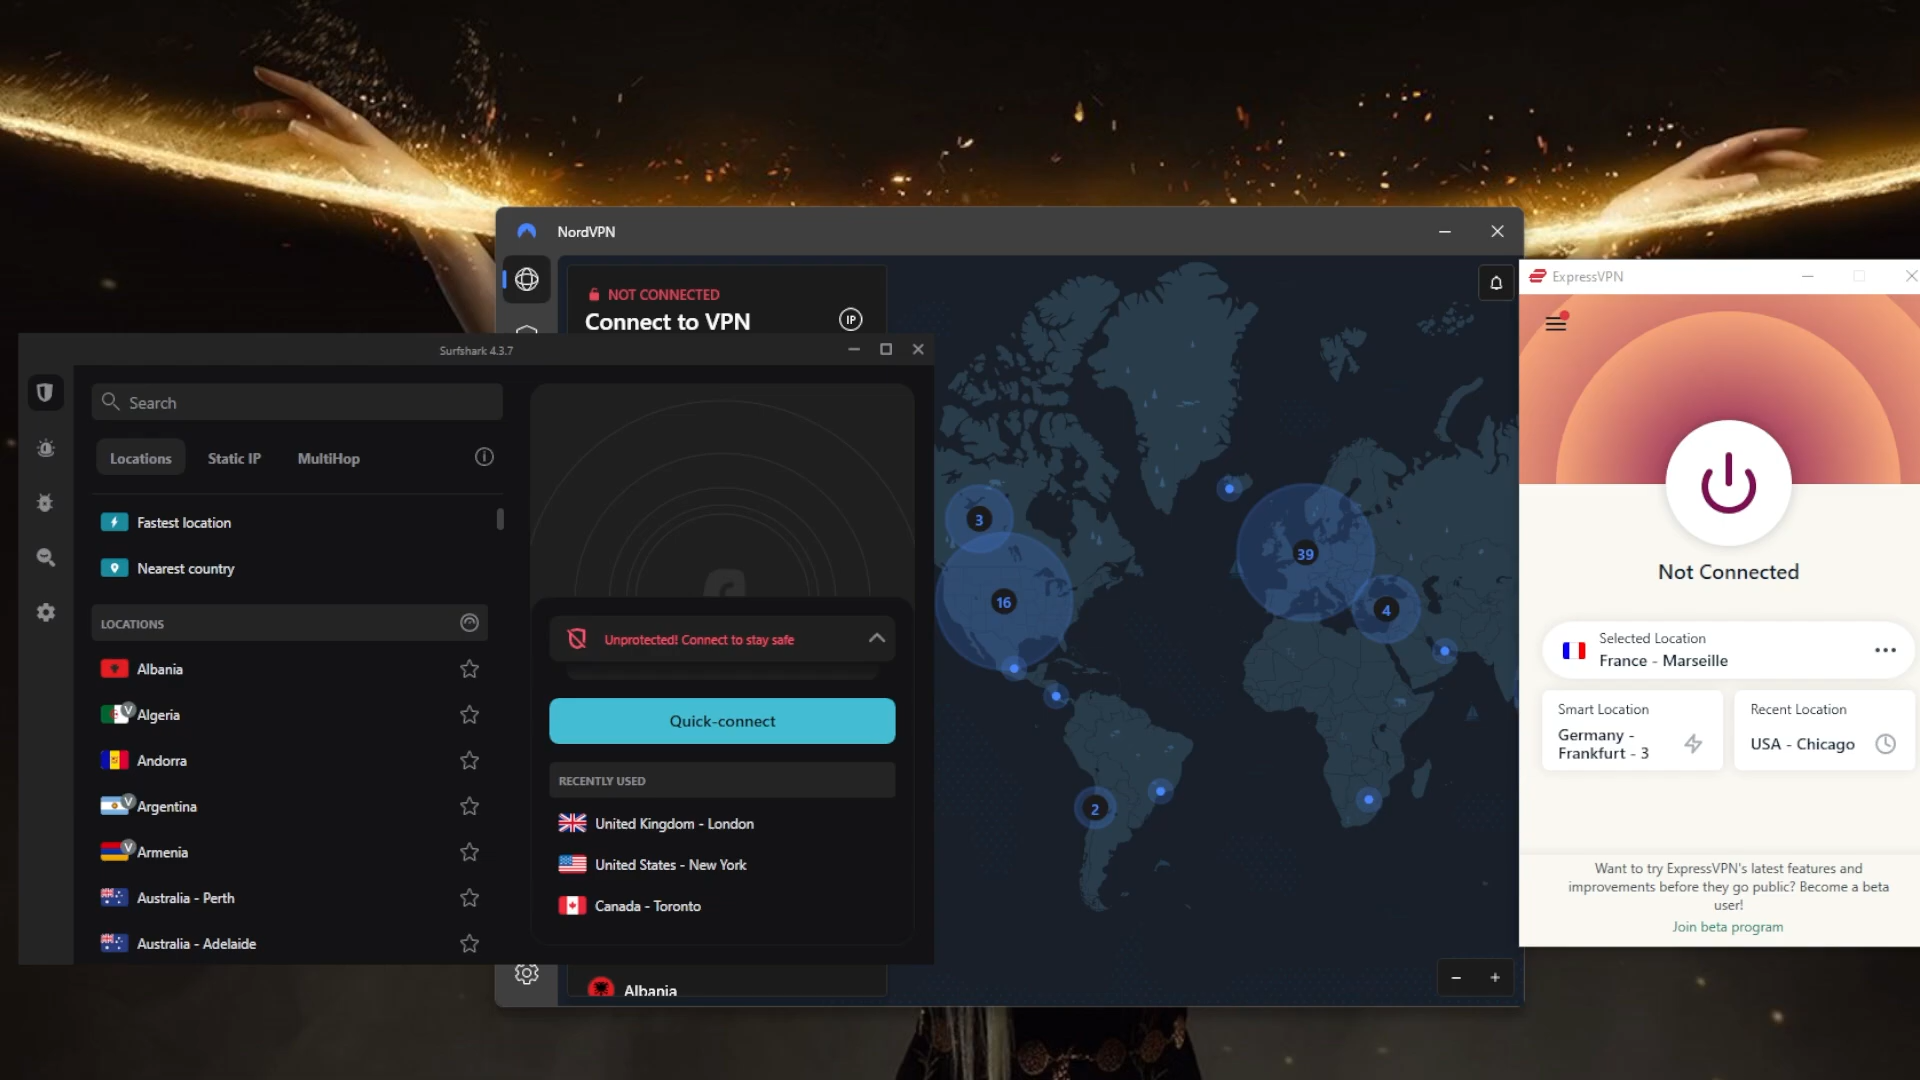 NordVPN
NOT CONNECTED
Connect to VPN
IP
3
16
39
4
2
Albania
Surfshark 4.3.7
Search
Locations
Static IP
MultiHop
Fastest location
Nearest country
LOCATIONS
Albania
V
Algeria
Andorra
V
Argentina
V
Armenia
Australia - Perth
Australia - Adelaide
Unprotected! Connect to stay safe
Quick-connect
RECENTLY USED
United Kingdom - London
United States - New York
Canada - Toronto
ExpressVPN
Not Connected
Selected Location
France - Marseille
Smart Location
Germany -
Frankfurt - 3
Recent Location
USA - Chicago
Want to try ExpressVPN's latest features and
improvements before they go public? Become a beta
user!
Join beta program